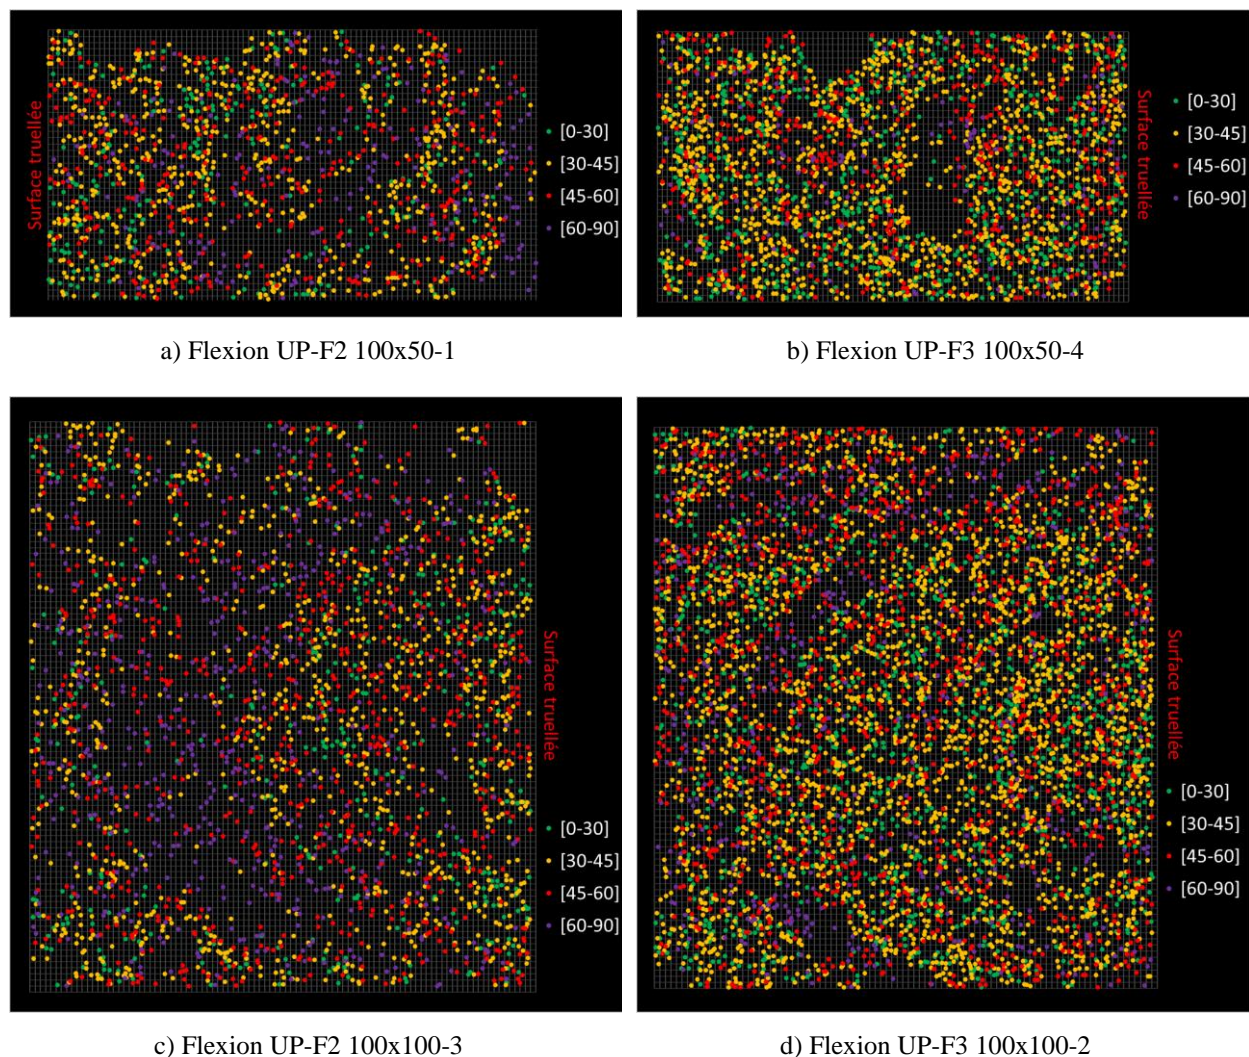 Surface truellée
[0-30]
[30-45]
[45-60]
[60-90]
Surface truellée
[0-30]
[30-45]
[45-60]
[60-90]
a) Flexion UP-F2 100x50-1
b) Flexion UP-F3 100x50-4
Surface truellée
[0-30]
[30-45]
[45-60]
[60-90]
Surface truellée
[0-30]
[30-45]
[45-60]
[60-90]
c) Flexion UP-F2 100x100-3
d) Flexion UP-F3 100x100-2